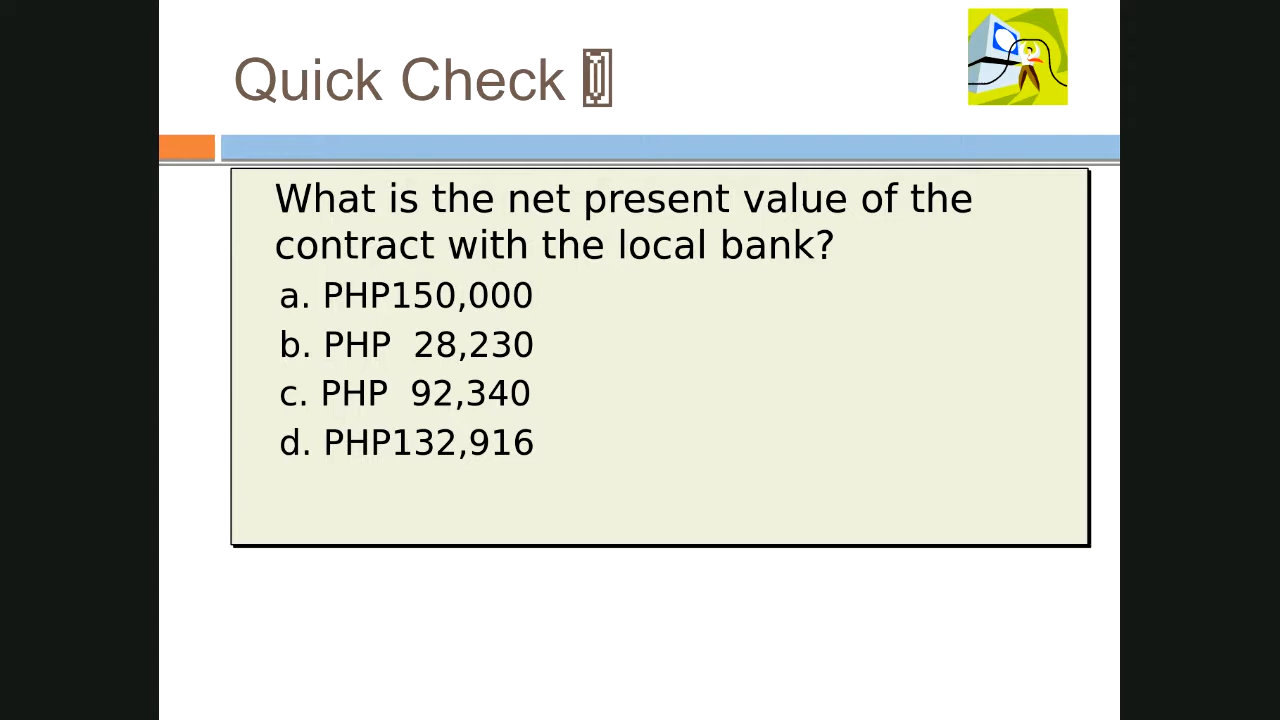 Quick Check
What is the net present value of the
contract with the local bank?
a. PHP150,000
b. PHP  28,230
c. PHP  92,340
d. PHP132,916